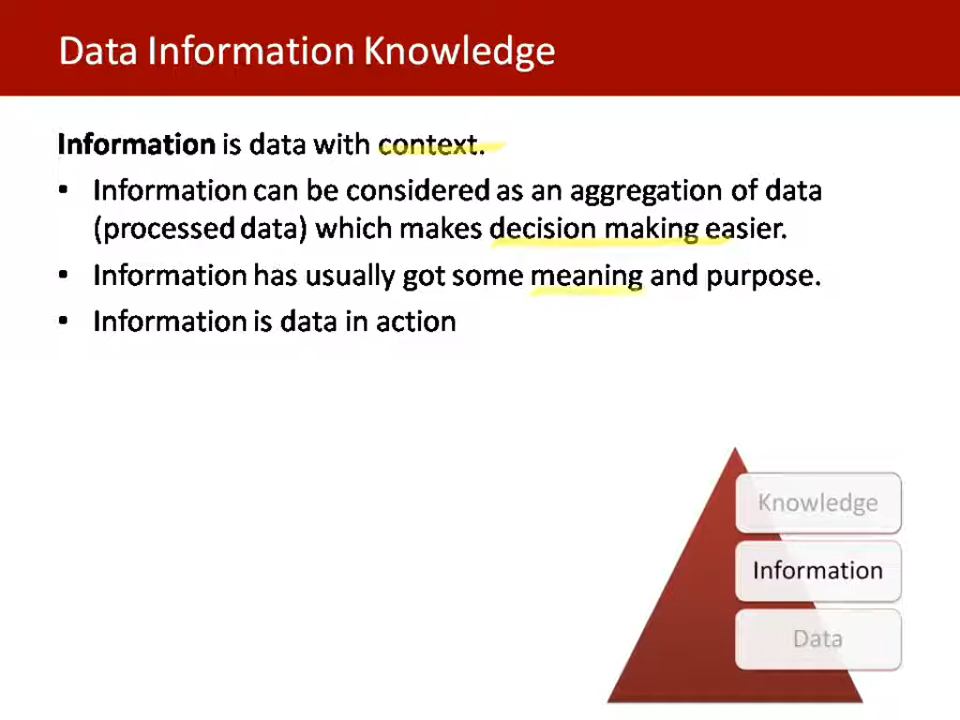 Data Information Knowledge
Information is data with context.
• Information can be considered as an aggregation of data
(processed data) which makes decision making easier.
• Information has usually got some meaning and purpose.
• Information is data in action
Knowledge
Information
Data